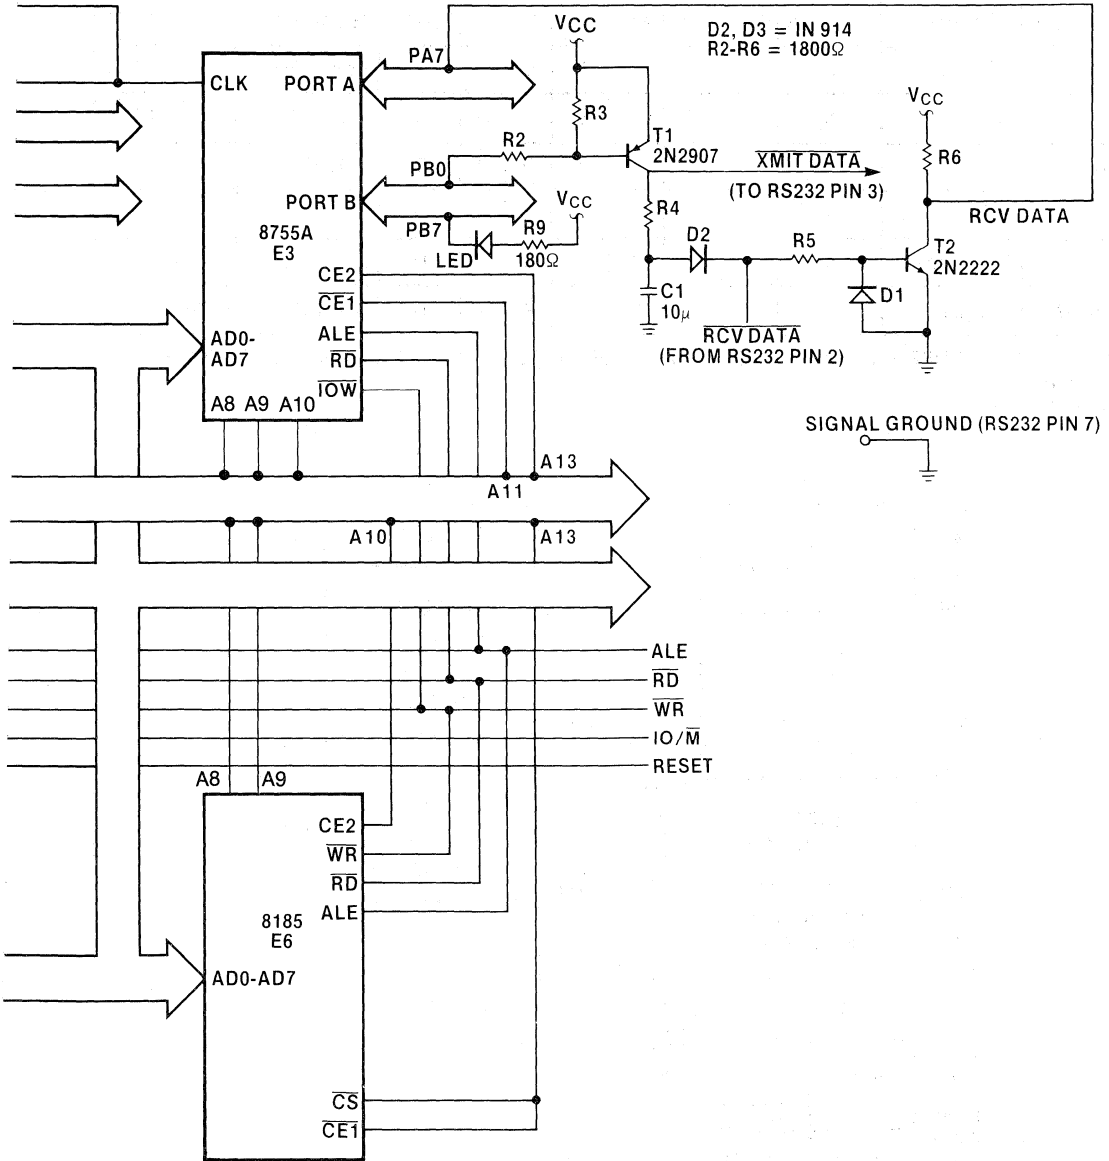 D2, D3 = IN 914
R2-R6 = 1800Ω
VCC
PA7
CLK
PORT A
R3
T1
2N2907
R2
XMIT DATA
(TO RS232 PIN 3)
VCC
R6
PB0
PORT B
VCC
R4
RCV DATA
PB7
8755A
E3
LED
R9
180Ω
D2
R5
T2
2N2222
CE2
CE1
C1
10μ
D1
ALE
RCV DATA
(FROM RS232 PIN 2)
AD0-
AD7
RD
IOW
A8 A9 A10
SIGNAL GROUND (RS232 PIN 7)
A13
A11
A10
A13
ALE
RD
WR
IO/M
RESET
A8
A9
CE2
WR
RD
ALE
8185
E6
AD0-AD7
CS
CE1